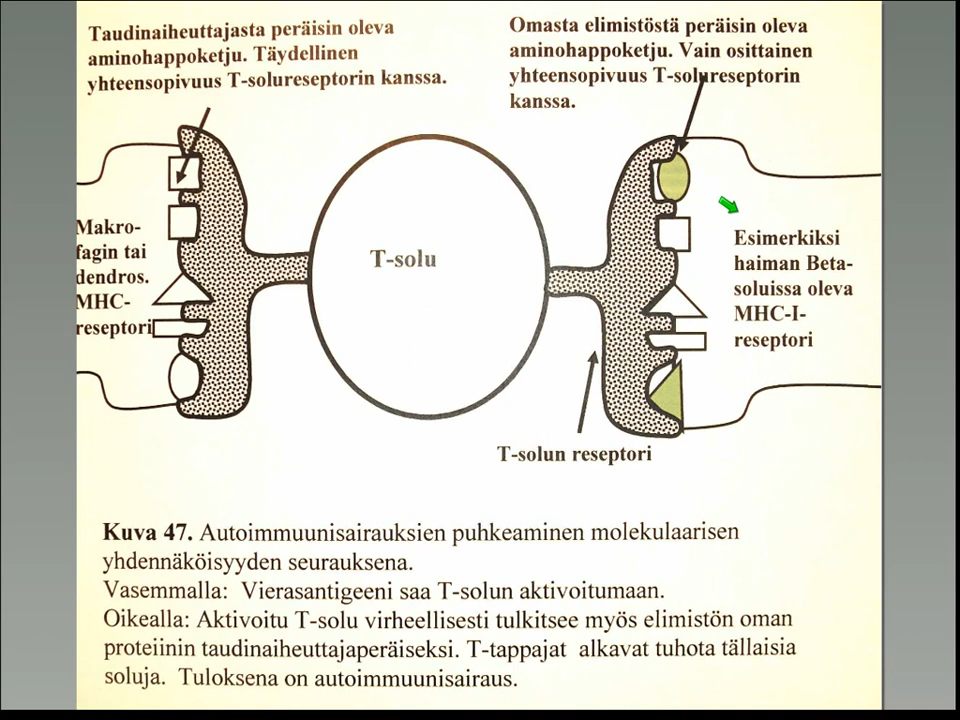 Taudinaiheuttajasta peräisin oleva
aminohappoketju. Täydellinen
yhteensopivuus T-solureseptorin kanssa.
Omasta elimistöstä peräisin oleva
aminohappoketju. Vain osittainen
yhteensopivuus T-solureseptorin
kanssa.
Makro-
fagin tai
dendros.
MHC-
reseptori
T-solu
Esimerkiksi
haiman Beta-
soluissa oleva
MHC-I-
reseptori
T-solun reseptori
Kuva 47. Autoimmuunisairauksien puhkeaminen molekulaarisen
yhdennäköisyyden seurauksena.
Vasemmalla: Vierasantigeeni saa T-solun aktivoitumaan.
Oikealla: Aktivoitu T-solu virheellisesti tulkitsee myös elimistön oman
proteiinin taudinaiheuttajaperäiseksi. T-tappajat alkavat tuhota tällaisia
soluja. Tuloksena on autoimmuunisairaus.